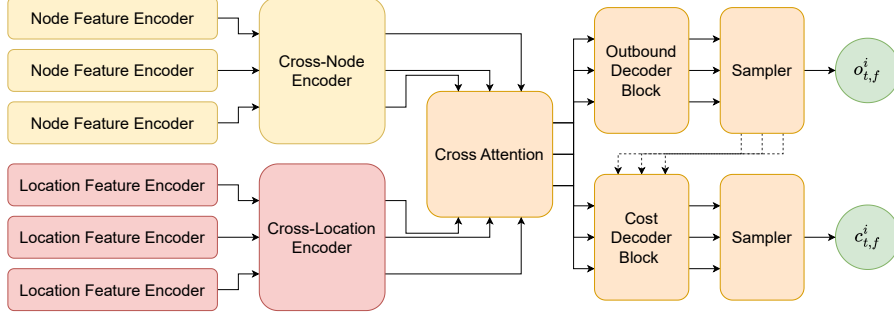 Node Feature Encoder
Node Feature Encoder
Node Feature Encoder
Cross-Node
Encoder
Location Feature Encoder
Location Feature Encoder
Location Feature Encoder
Cross-Location
Encoder
Cross Attention
Outbound
Decoder
Block
Sampler
$o^i_{t,f}$
Cost
Decoder
Block
Sampler
$c^i_{t,f}$